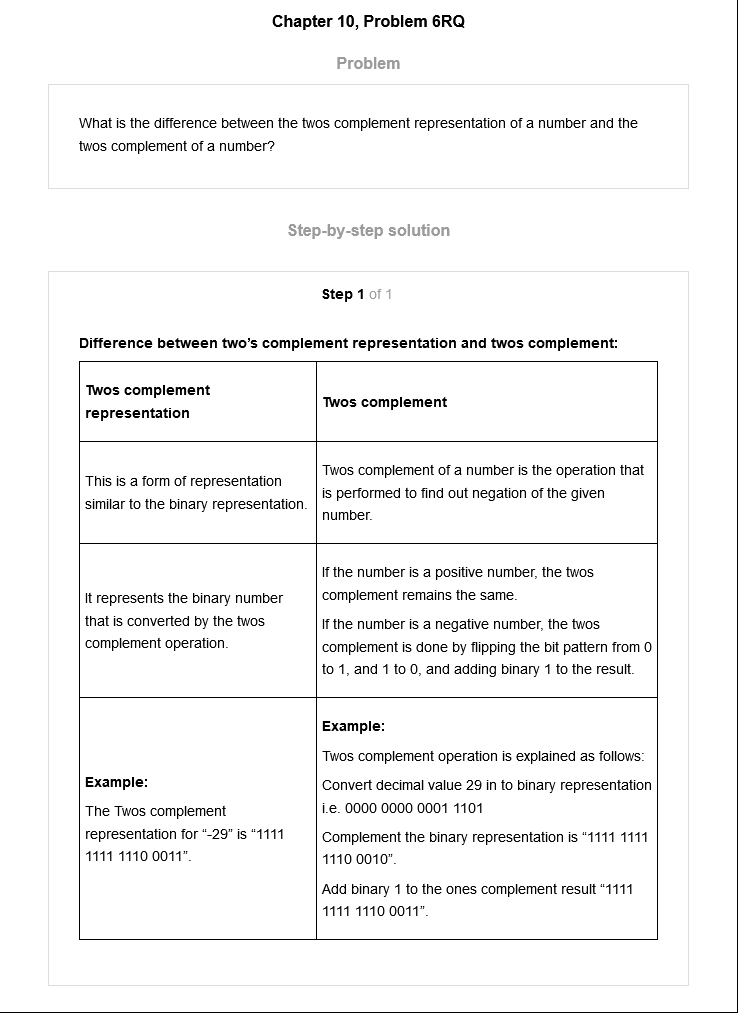 Chapter 10, Problem 6RQ
Problem
What is the difference between the twos complement representation of a number and the
twos complement of a number?
Step-by-step solution
Step 1 of 1
Difference between two’s complement representation and twos complement:
Twos complement
representation
Twos complement
This is a form of representation
similar to the binary representation.
Twos complement of a number is the operation that
is performed to find out negation of the given
number.
It represents the binary number
that is converted by the twos
complement operation.
If the number is a positive number, the twos
complement remains the same.
If the number is a negative number, the twos
complement is done by flipping the bit pattern from 0
to 1, and 1 to 0, and adding binary 1 to the result.
Example:
The Twos complement
representation for “-29” is “1111
1111 1110 0011”.
Example:
Twos complement operation is explained as follows:
Convert decimal value 29 in to binary representation
i.e. 0000 0000 0001 1101
Complement the binary representation is “1111 1111
1110 0010”.
Add binary 1 to the ones complement result “1111
1111 1110 0011”.